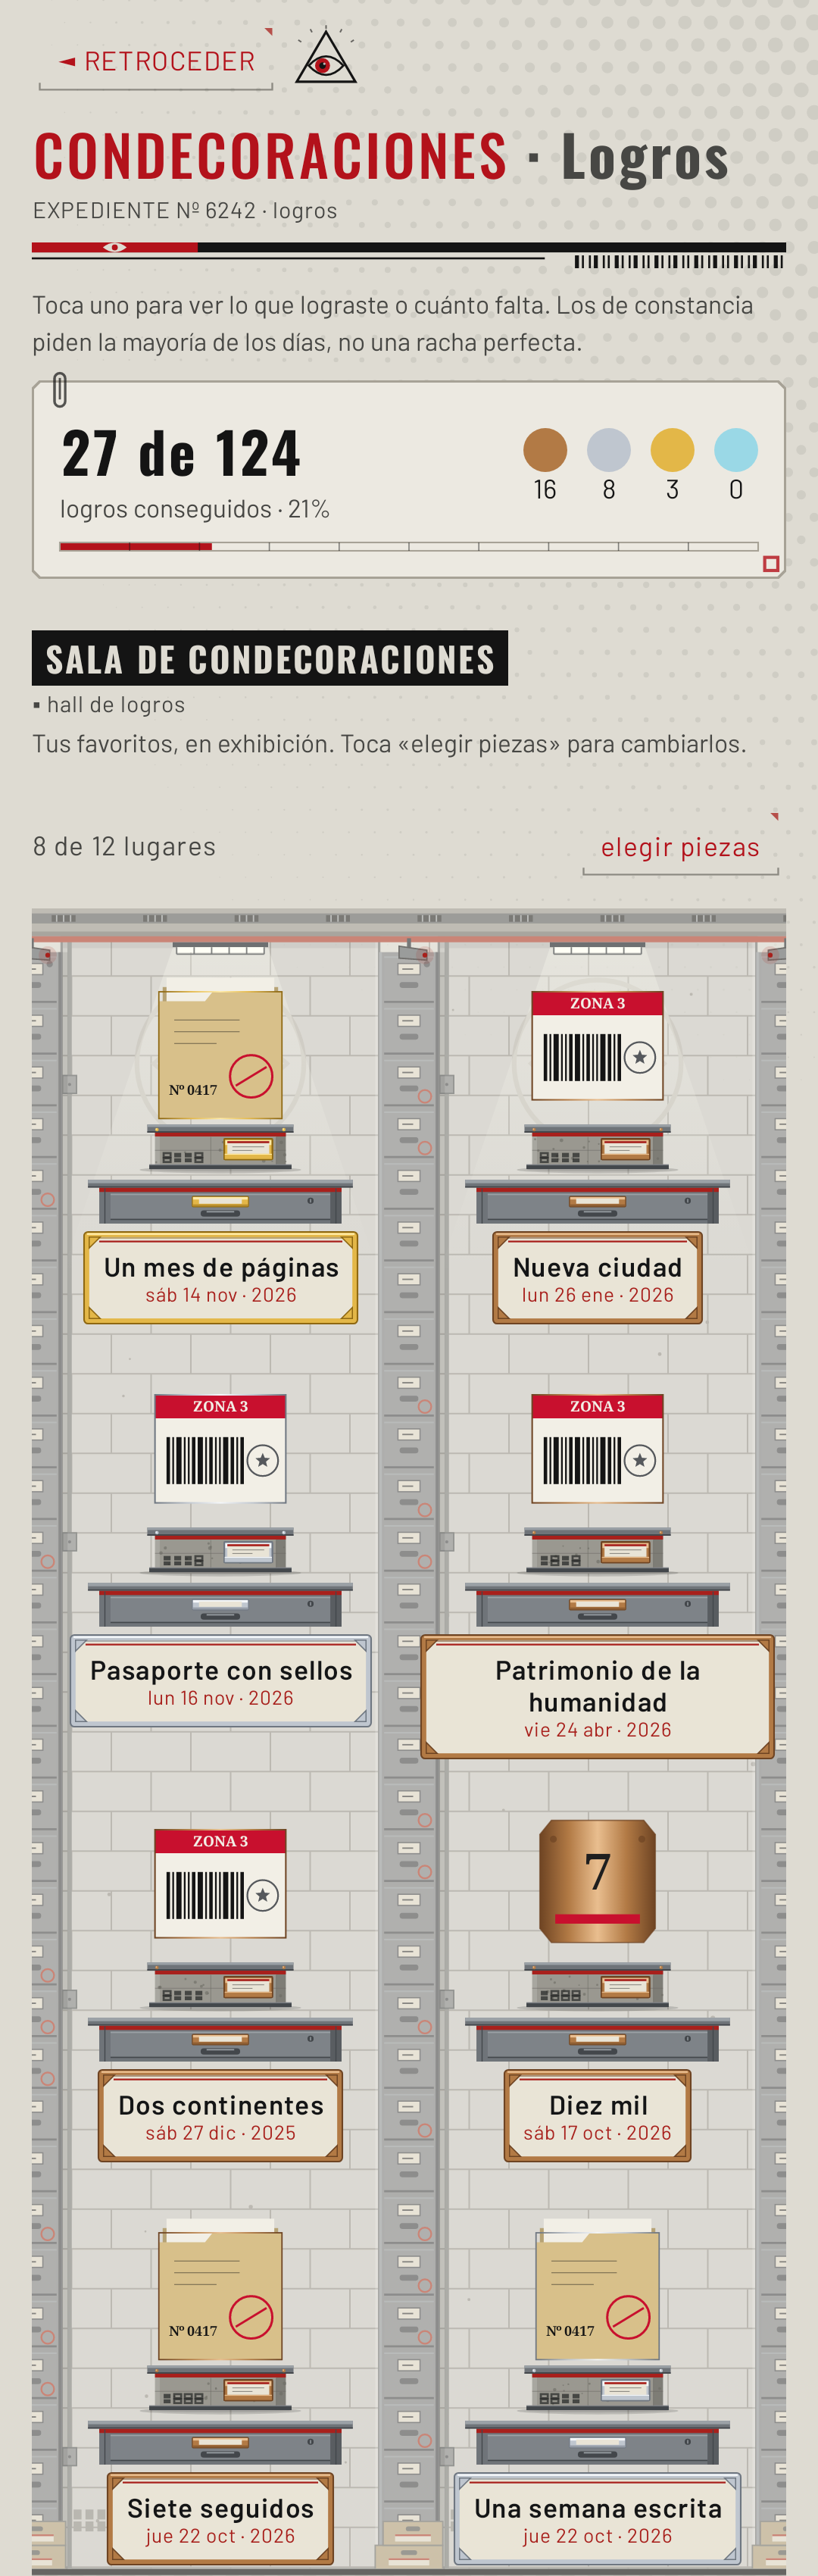 ◄ RETROCEDER
CONDECORACIONES · Logros
EXPEDIENTE Nº 6242 · logros
Toca uno para ver lo que lograste o cuánto falta. Los de constancia
piden la mayoría de los días, no una racha perfecta.
27 de 124
16 8 3 0
logros conseguidos · 21%
SALA DE CONDECORACIONES
▪ hall de logros
Tus favoritos, en exhibición. Toca «elegir piezas» para cambiarlos.
8 de 12 lugares
elegir piezas
Nº 0417
ZONA 3
Un mes de páginas
sáb 14 nov · 2026
Nueva ciudad
lun 26 ene · 2026
ZONA 3
ZONA 3
Pasaporte con sellos
lun 16 nov · 2026
Patrimonio de la
humanidad
vie 24 abr · 2026
ZONA 3
7
Dos continentes
sáb 27 dic · 2025
Diez mil
sáb 17 oct · 2026
Nº 0417
Nº 0417
Siete seguidos
jue 22 oct · 2026
Una semana escrita
jue 22 oct · 2026